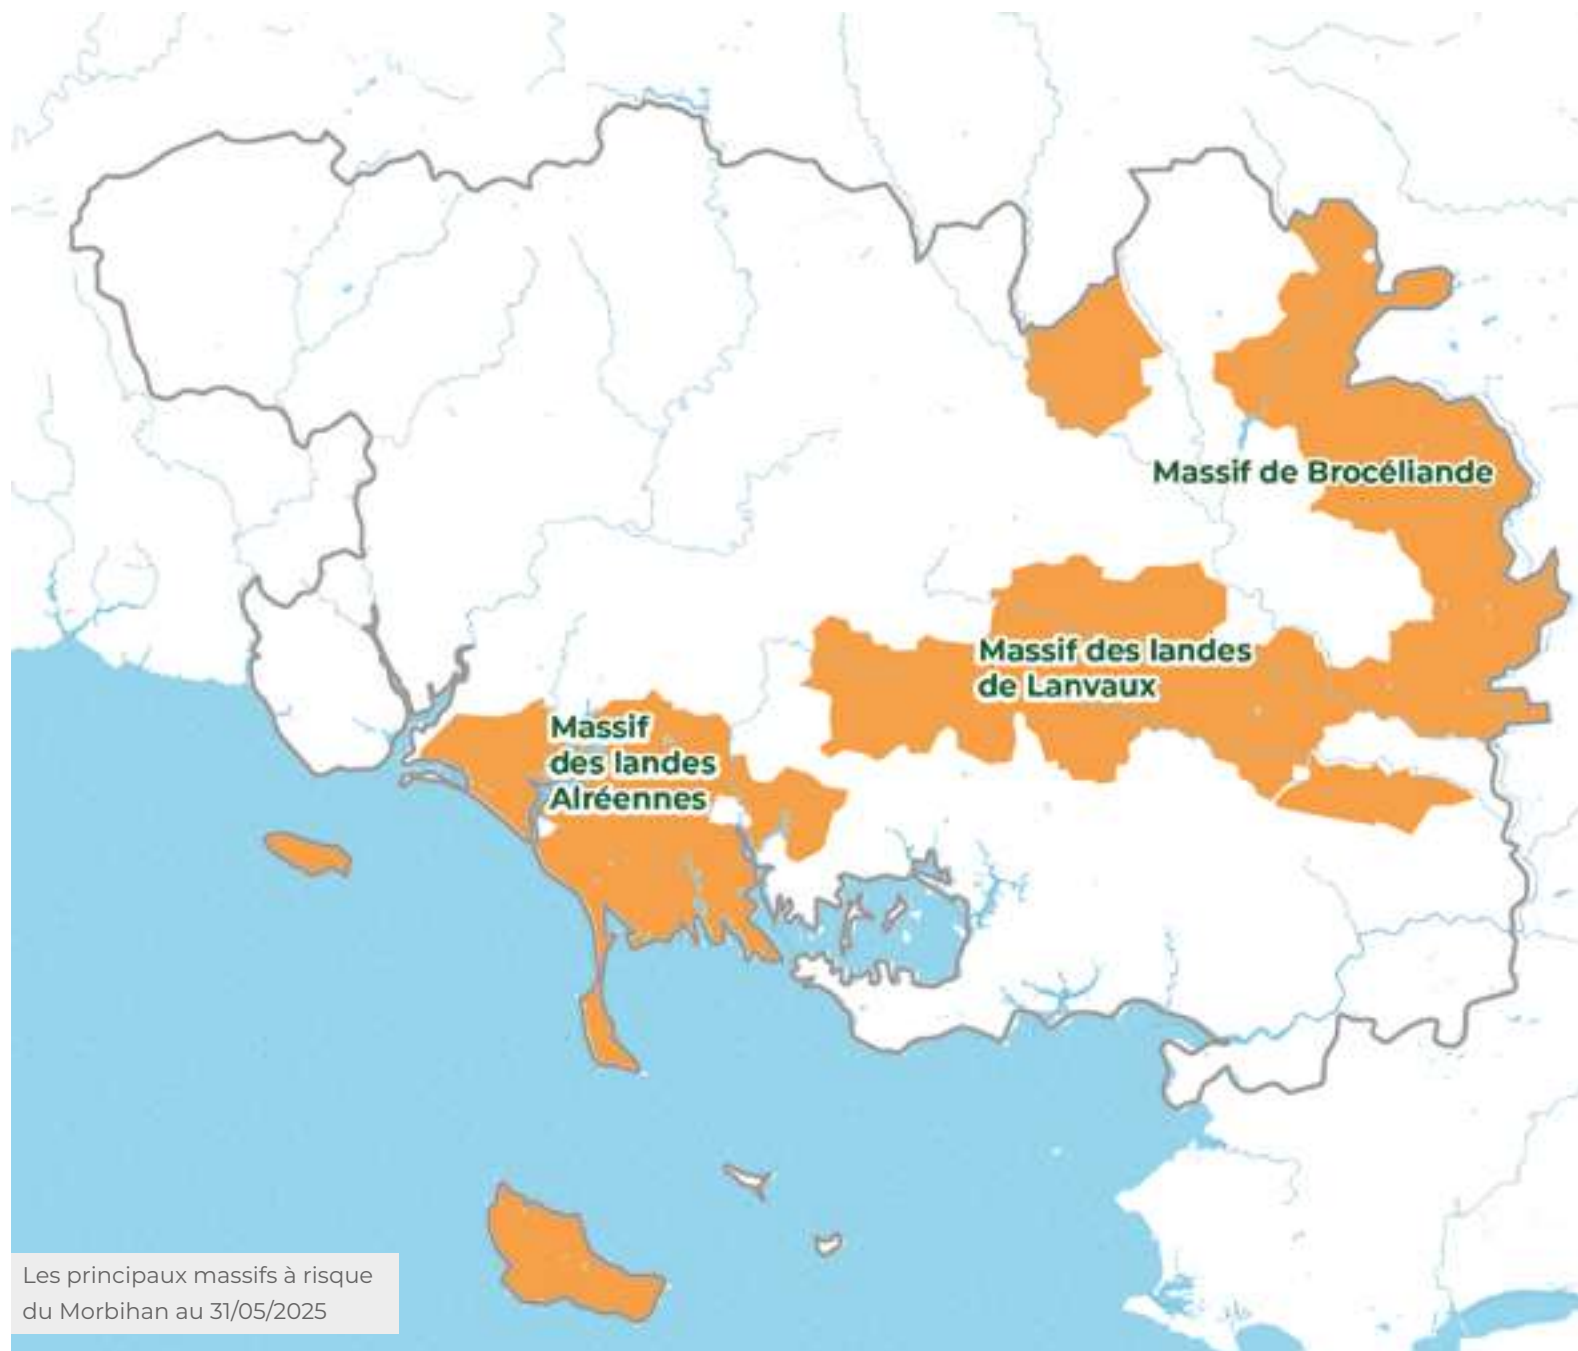 Massif de Brocéliande
Massif des landes
de Lanvaux
Massif
des landes
Alréennes
Les principaux massifs à risque
du Morbihan au 31/05/2025